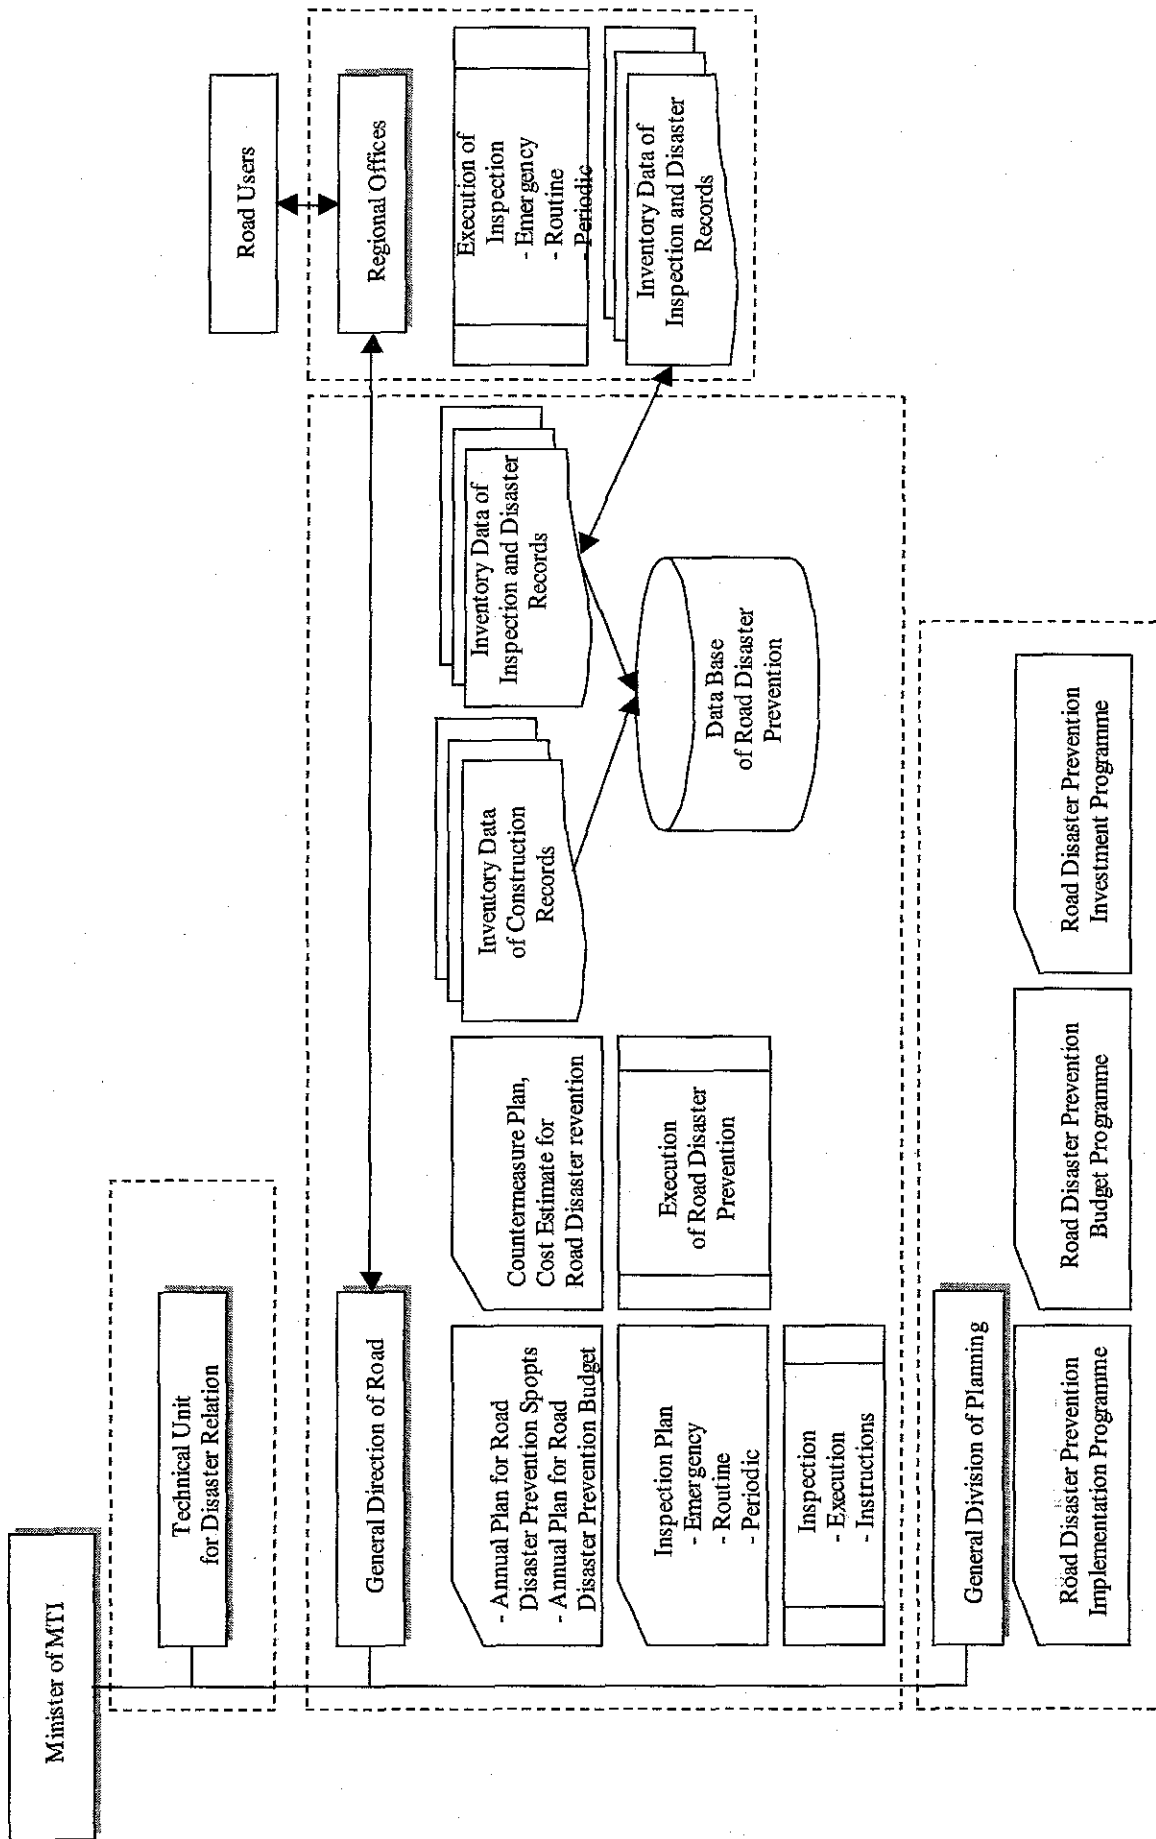 Minister of MTI
Technical Unit
for Disaster Relation
General Direction of Road
- Annual Plan for Road
Disaster Prevention Spopts
- Annual Plan for Road
Disaster Prevention Budget
Countermeasure Plan,
Cost Estimate for
Road Disaster revention
Inspection Plan
- Emergency
- Routine
- Periodic
Execution
of Road Disaster
Prevention
Inspection
- Execution
- Instructions
Inventory Data
of Construction
Records
Inventory Data of
Inspection and Disaster
Records
Data Base
of Road Disaster
Prevention
Road Users
Regional Offices
Execution of
Inspection
- Emergency
- Routine
- Periodic
Inventory Data of
Inspection and Disaster
Records
General Division of Planning
Road Disaster Prevention
Implementation Programme
Road Disaster Prevention
Budget Programme
Road Disaster Prevention
Investment Programme